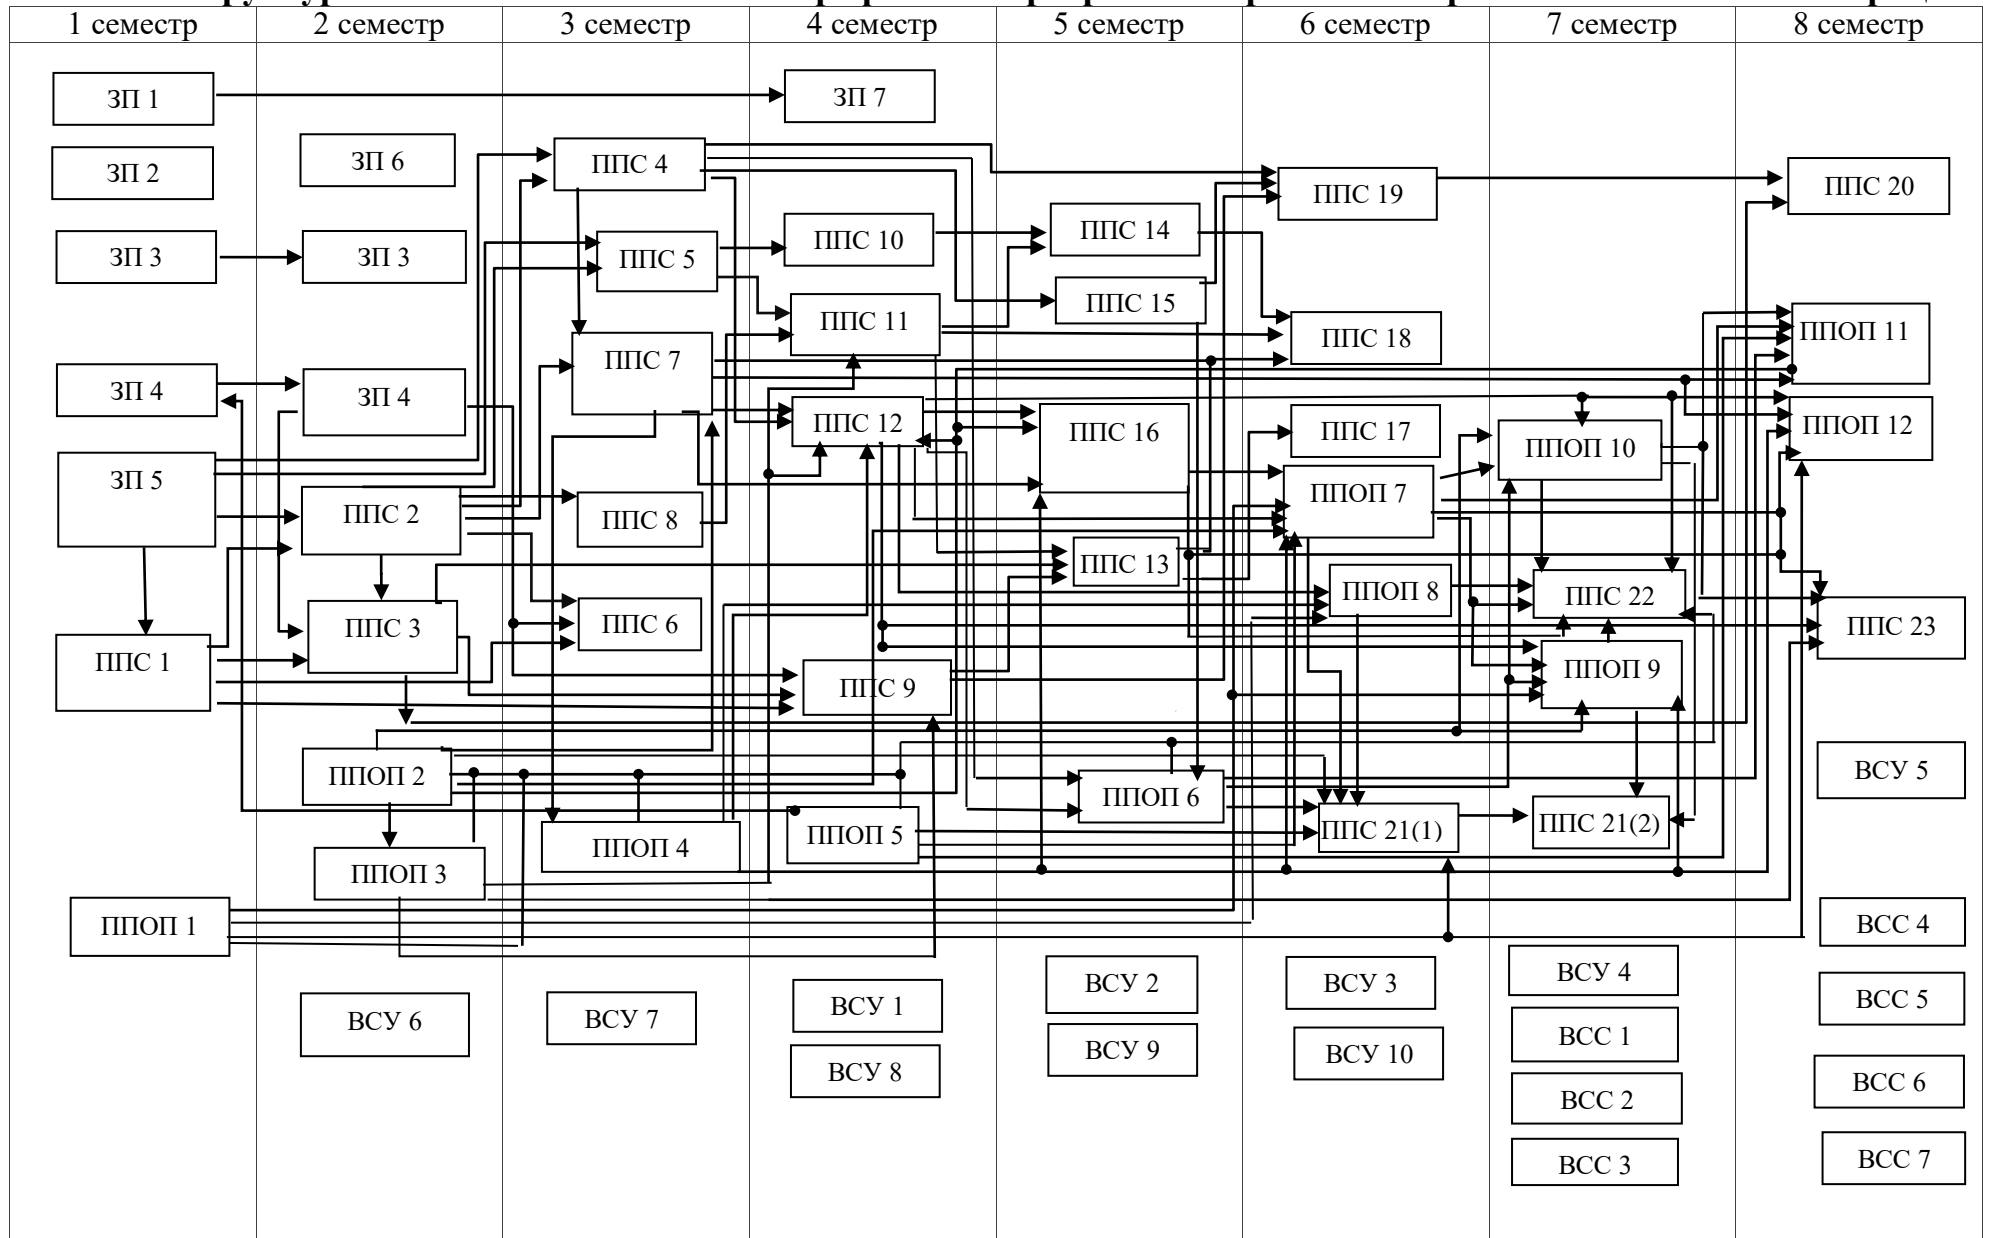 1 семестр
2 семестр
3 семестр
4 семестр
5 семестр
6 семестр
7 семестр
8 семестр
ЗП 1
ЗП 2
ЗП 3
ЗП 4
ЗП 5
ППС 1
ППОП 1
ЗП 6
ЗП 3
ЗП 4
ППС 2
ППС 3
ППОП 2
ППОП 3
ВСУ 6
ППС 4
ППС 5
ППС 7
ППС 8
ППС 6
ППОП 4
ВСУ 7
ЗП 7
ППС 10
ППС 11
ППС 12
ППС 9
ППОП 5
ВСУ 1
ВСУ 8
ППС 14
ППС 15
ППС 16
ППС 13
ППОП 6
ВСУ 2
ВСУ 9
ППС 19
ППС 18
ППС 17
ППОП 7
ППОП 8
ППС 21(1)
ВСУ 3
ВСУ 10
ППОП 10
ППС 22
ППОП 9
ППС 21(2)
ВСУ 4
ВСС 1
ВСС 2
ВСС 3
ППС 20
ППОП 11
ППОП 12
ППС 23
ВСУ 5
ВСС 4
ВСС 5
ВСС 6
ВСС 7